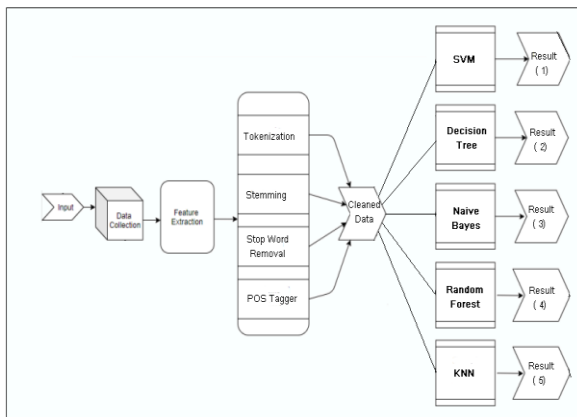 Input
Data
Collection
Feature
Extraction
Tokenization
Stemming
Stop Word
Removal
POS Tagger
Cleaned
Data
SVM
Result
( 1)
Decision
Tree
Result
( 2)
Naive
Bayes
Result
( 3)
Random
Forest
Result
( 4)
KNN
Result
( 5)